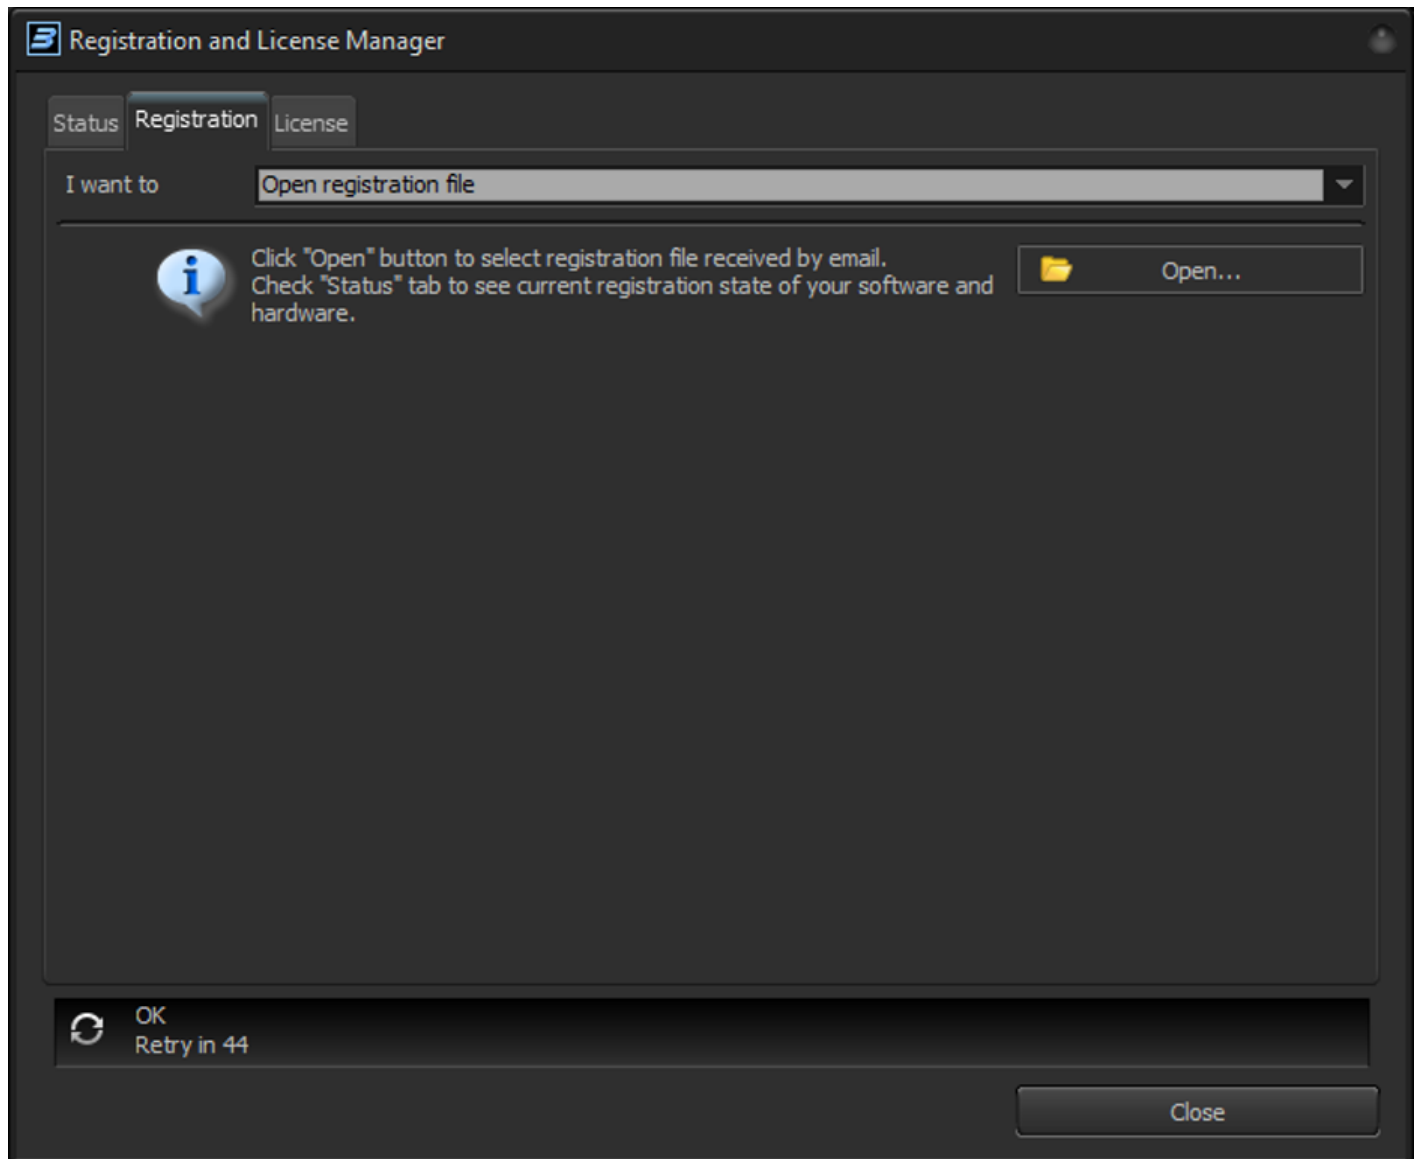 Registration and License Manager
Status Registration License
I want to Open registration file
Click "Open" button to select registration file received by email.
Check "Status" tab to see current registration state of your software and
hardware.
Open...
OK
Retry in 44
Close